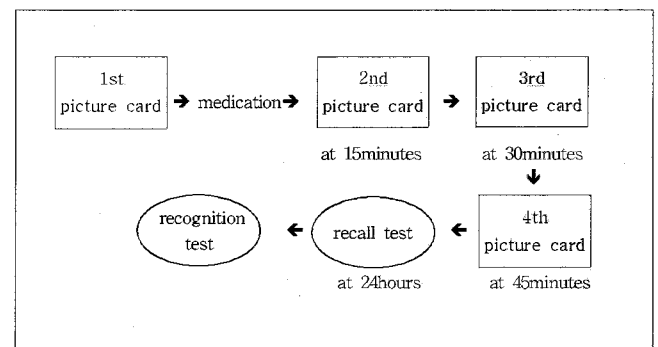 1st
picture card
medication
2nd
picture card
3rd
picture card
at 15minutes
at 30minutes
4th
picture card
at 45minutes
recall test
at 24hours
recognition
test